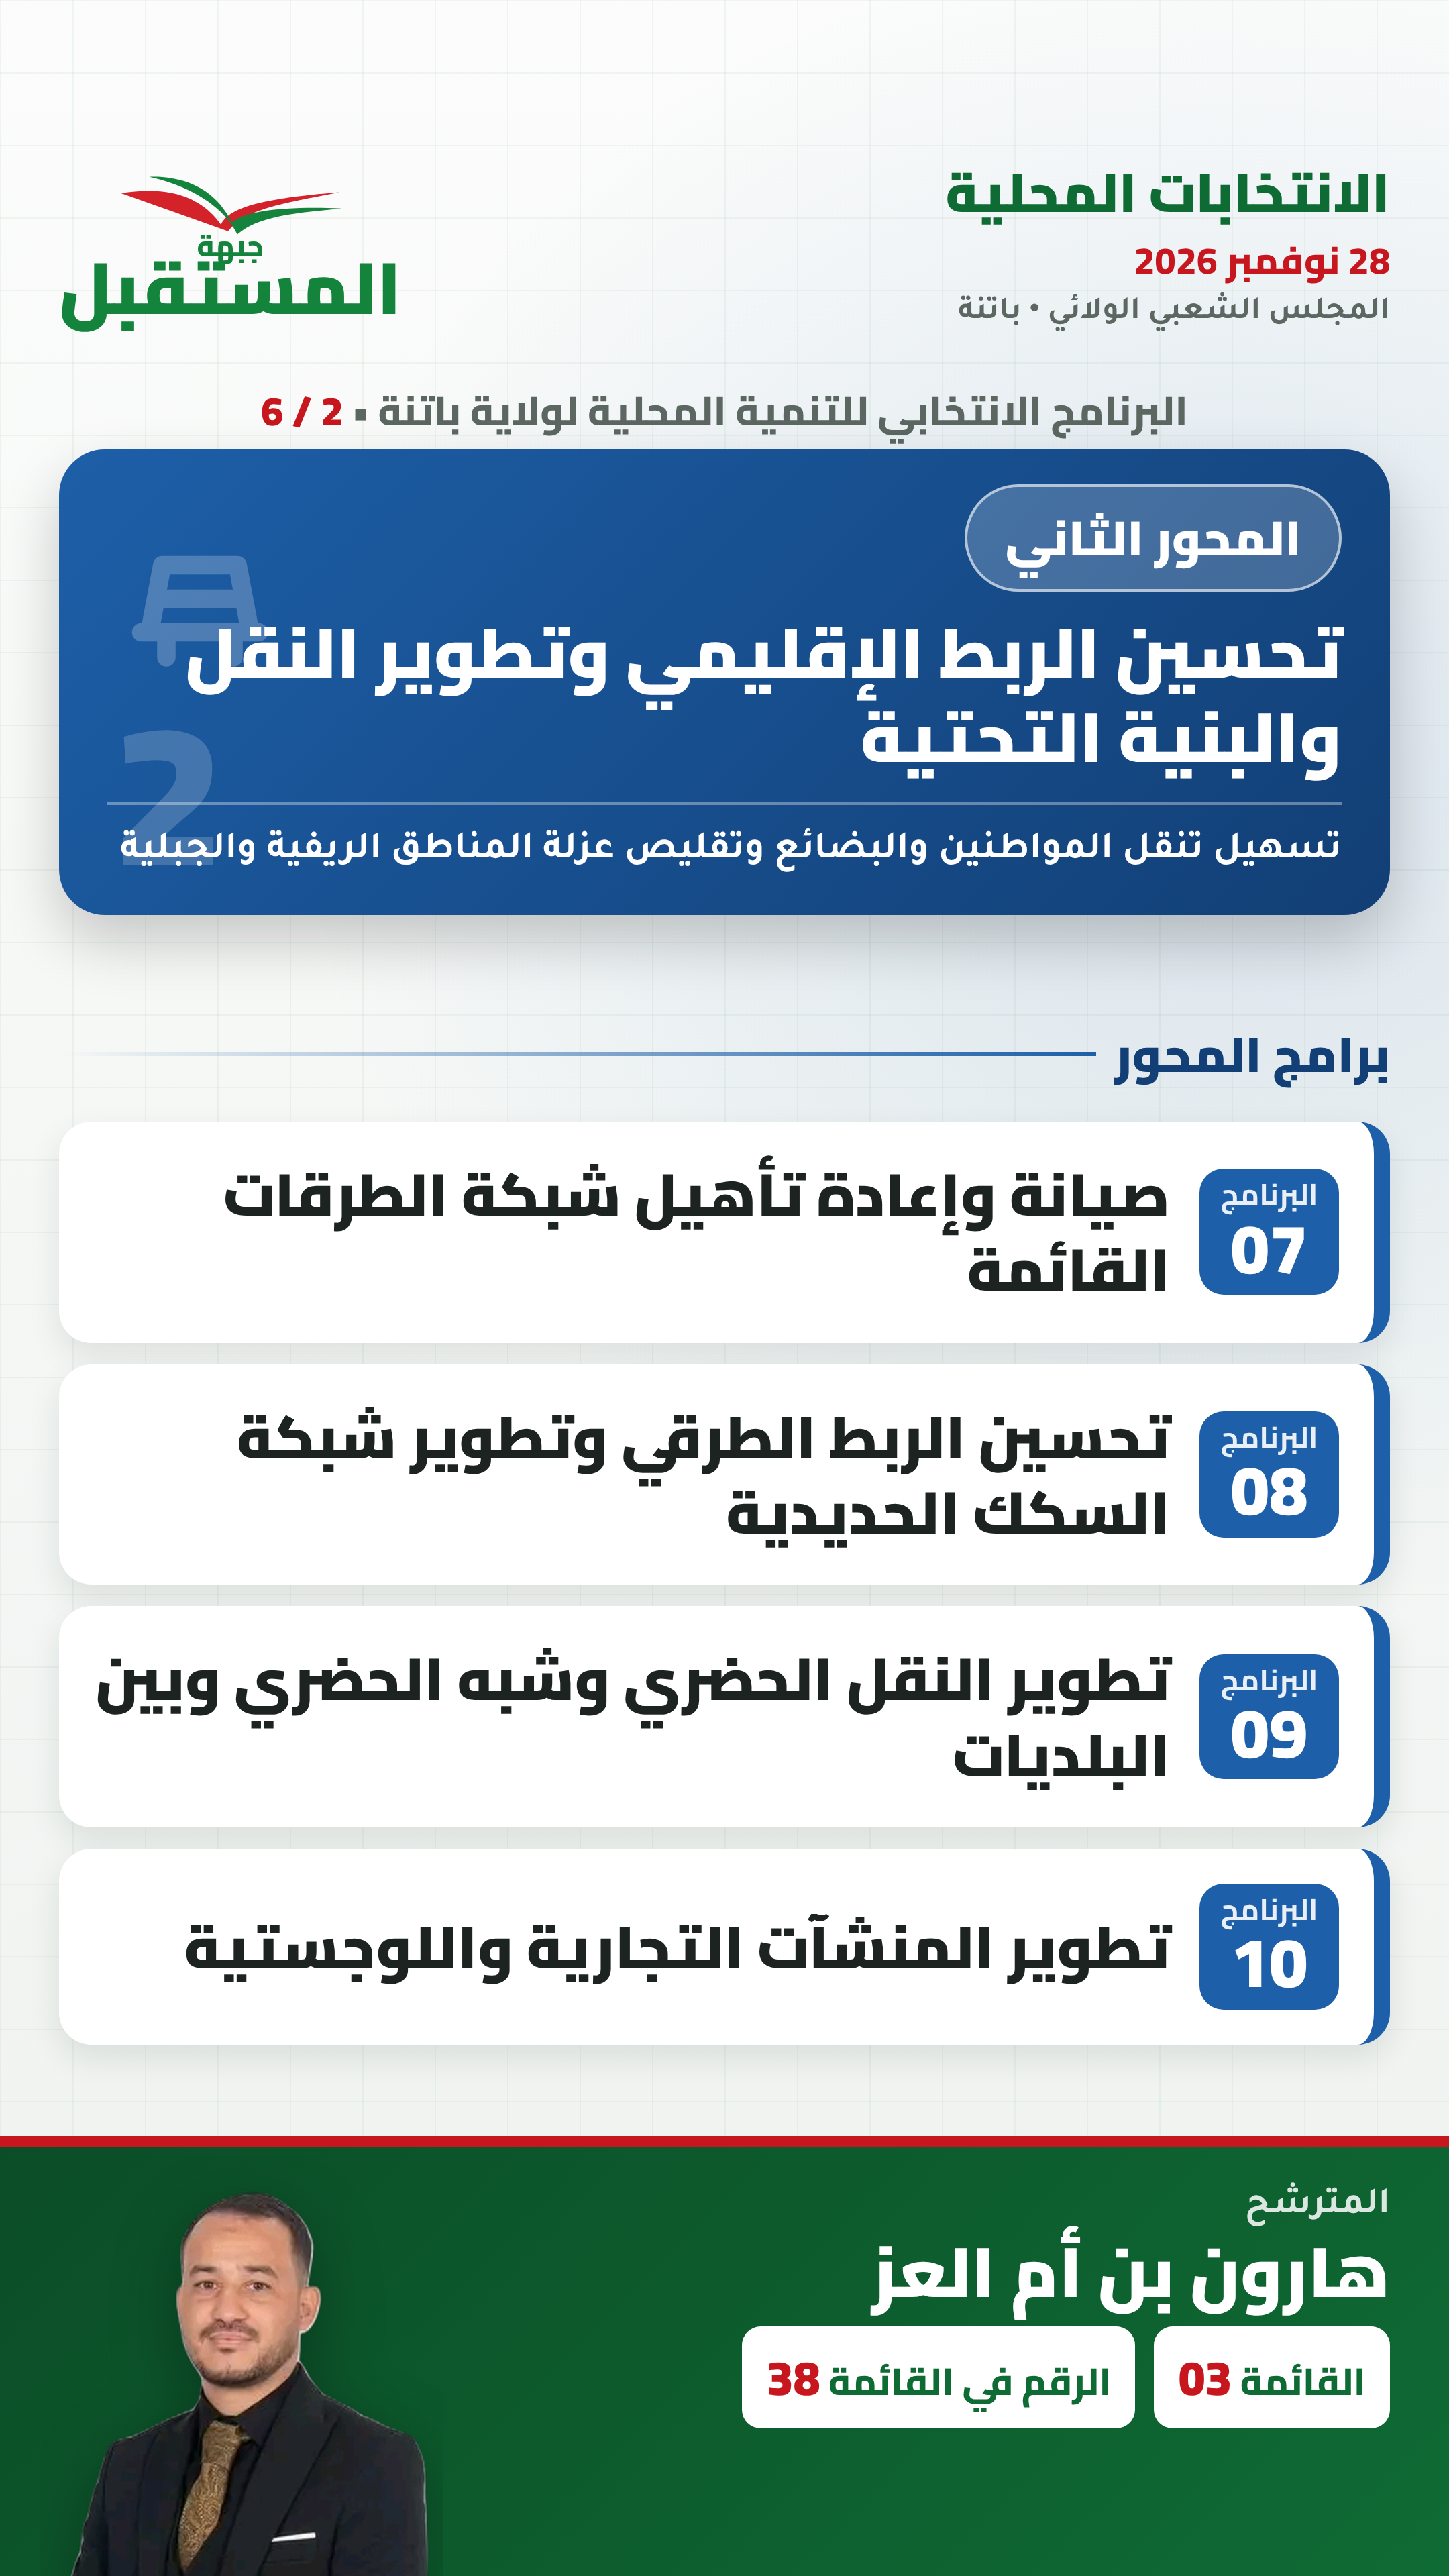 الانتخابات المحلية
28 نوفمبر 2026
المجلس الشعبي الولائي • باتنة
جبهة
المستقبل
البرنامج الانتخابي للتنمية المحلية لولاية باتنة ▪ 2 / 6
المحور الثاني
تحسين الربط الإقليمي وتطوير النقل
والبنية التحتية
2
تسهيل تنقل المواطنين والبضائع وتقليص عزلة المناطق الريفية والجبلية
برامج المحور
البرنامج
07
صيانة وإعادة تأهيل شبكة الطرقات
القائمة
البرنامج
08
تحسين الربط الطرقي وتطوير شبكة
السكك الحديدية
البرنامج
09
تطوير النقل الحضري وشبه الحضري وبين
البلديات
البرنامج
10
تطوير المنشآت التجارية واللوجستية
المترشح
هارون بن أم العز
القائمة 03
الرقم في القائمة 38